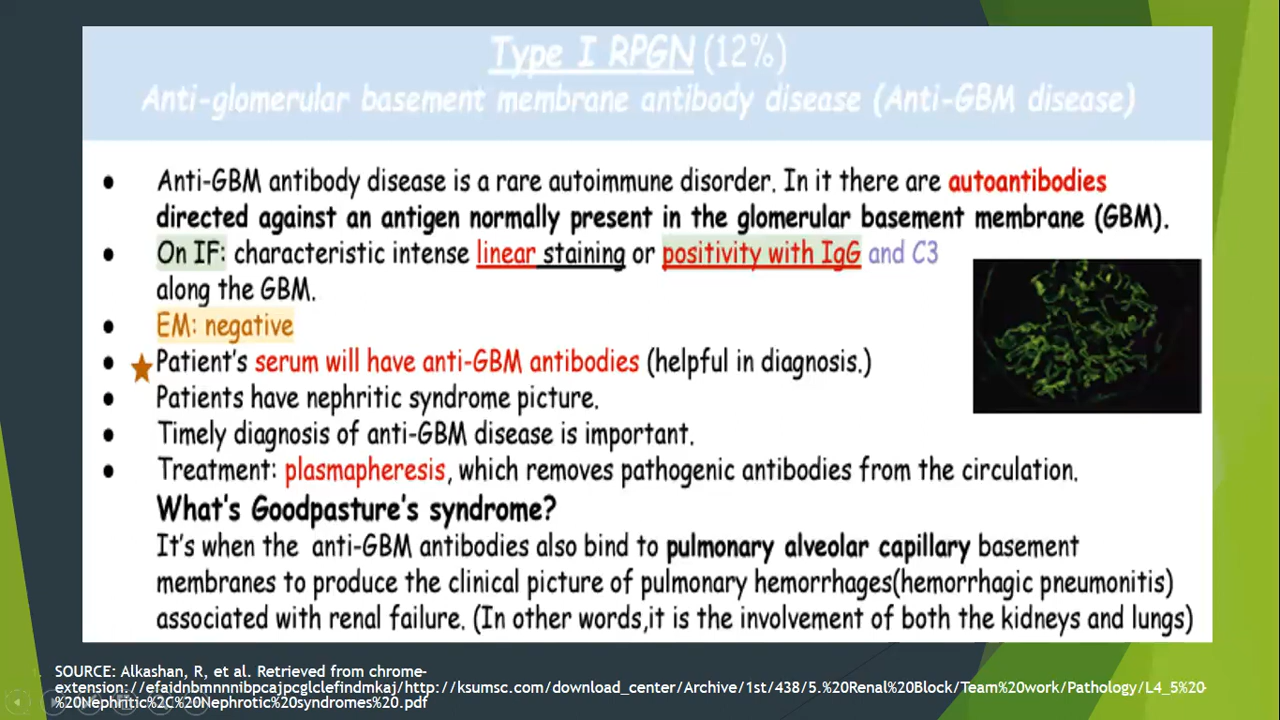 Type I RPGN (12%)
Anti-glomerular basement membrane antibody disease (Anti-GBM disease)
• Anti-GBM antibody disease is a rare autoimmune disorder. In it there are autoantibodies
directed against an antigen normally present in the glomerular basement membrane (GBM).
• On IF: characteristic intense linear staining or positivity with IgG and C3
along the GBM.
• EM: negative
• Patient's serum will have anti-GBM antibodies (helpful in diagnosis.)
• Patients have nephritic syndrome picture.
• Timely diagnosis of anti-GBM disease is important.
• Treatment: plasmapheresis, which removes pathogenic antibodies from the circulation.
What's Goodpasture's syndrome?
It's when the anti-GBM antibodies also bind to pulmonary alveolar capillary basement
membranes to produce the clinical picture of pulmonary hemorrhages(hemorrhagic pneumonitis)
associated with renal failure. (In other words,it is the involvement of both the kidneys and lungs)
SOURCE: Alkashan, R, et al. Retrieved from chrome-
extension://efaidnbmnnnibpcajpcglclefindmkaj/http://ksumsc.com/download_center/Archive/1st/438/5.%20Renal%20Block/Team%20work/Pathology/L4_5%20-
%20Nephritic%2C%20Nephrotic%20syndromes%20.pdf